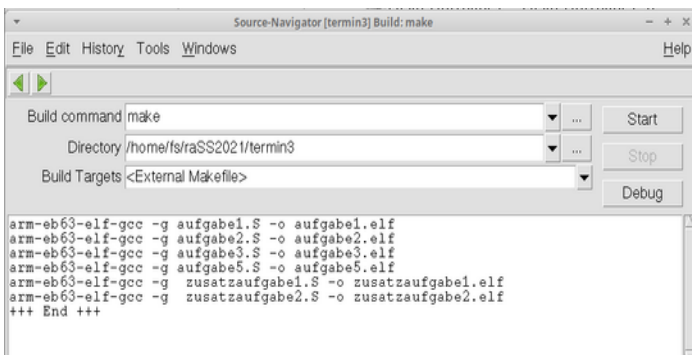 Source-Navigator [termin3] Build: make
File Edit History Tools Windows Help
Build command make ... Start
Directory /home/fs/raSS2021/termin3 ... Stop
Build Targets <External Makefile>
Debug
arm-eb63-elf-gcc -g aufgabe1.S -o aufgabe1.elf
arm-eb63-elf-gcc -g aufgabe2.S -o aufgabe2.elf
arm-eb63-elf-gcc -g aufgabe3.S -o aufgabe3.elf
arm-eb63-elf-gcc -g aufgabe5.S -o aufgabe5.elf
arm-eb63-elf-gcc -g  zusatzaufgabe1.S -o zusatzaufgabe1.elf
arm-eb63-elf-gcc -g  zusatzaufgabe2.S -o zusatzaufgabe2.elf
+++ End +++